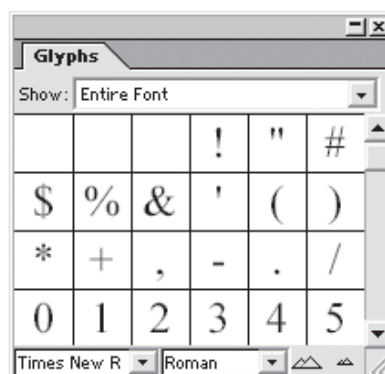 Glyphs
Show: Entire Font
! " #
$ % & ' ( )
* + , - . /
0 1 2 3 4 5
Times New R Roman